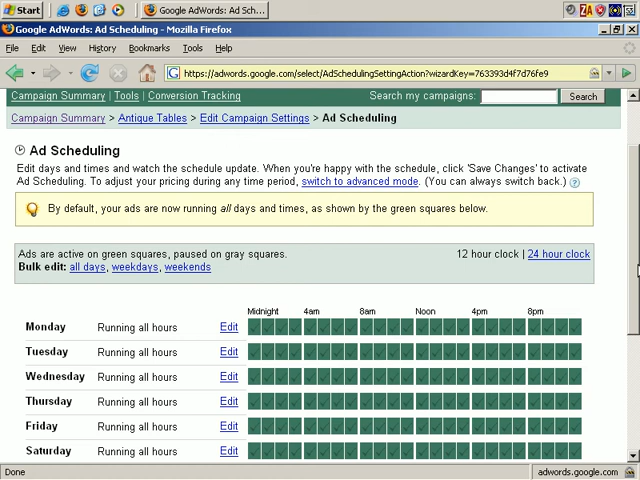 Start
Google AdWords: Ad Sch...
Google AdWords: Ad Scheduling - Mozilla Firefox
File Edit View History Bookmarks Tools Help
https://adwords.google.com/select/AdSchedulingSettingAction?wizardKey=763393d4f7d76fe9
Campaign Summary | Tools | Conversion Tracking Search my campaigns: Search
Campaign Summary > Antique Tables > Edit Campaign Settings > Ad Scheduling
Ad Scheduling
Edit days and times and watch the schedule update. When you're happy with the schedule, click 'Save Changes' to activate
Ad Scheduling. To adjust your pricing during any time period, switch to advanced mode. (You can always switch back.) ?
By default, your ads are now running all days and times, as shown by the green squares below.
Ads are active on green squares, paused on gray squares. 12 hour clock | 24 hour clock
Bulk edit: all days, weekdays, weekends
Midnight 4am 8am Noon 4pm 8pm
Monday Running all hours Edit
Tuesday Running all hours Edit
Wednesday Running all hours Edit
Thursday Running all hours Edit
Friday Running all hours Edit
Saturday Running all hours Edit
Done adwords.google.com